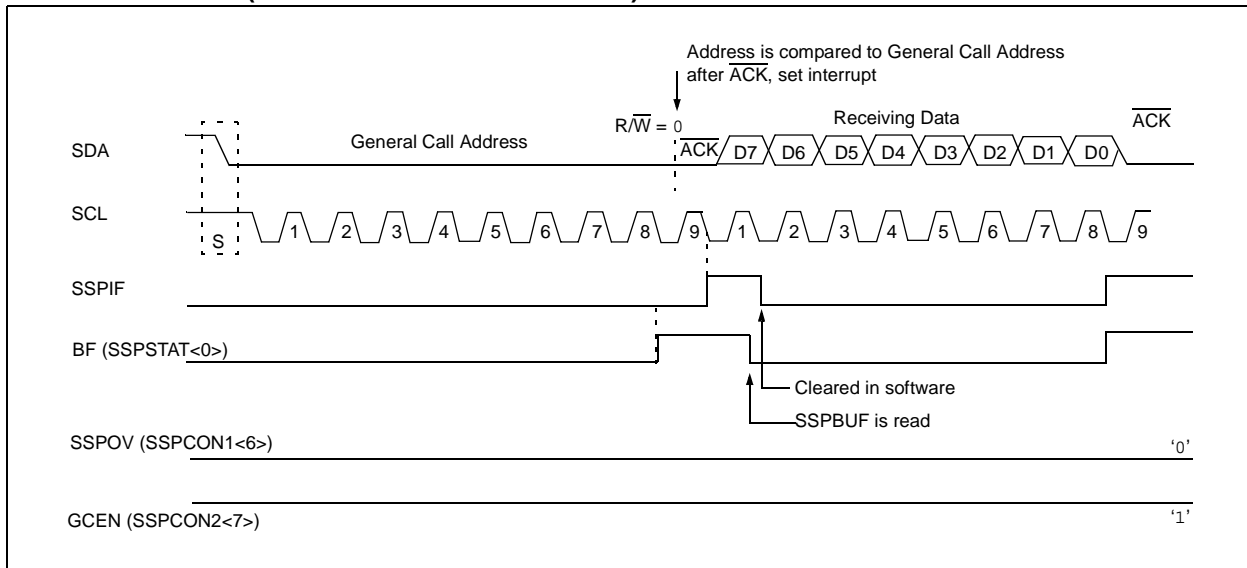 Address is compared to General Call Address
after ACK, set interrupt
R/W = 0
Receiving Data
ACK
SDA
General Call Address
ACK
D7 D6 D5 D4 D3 D2 D1 D0
SCL
S
1 2 3 4 5 6 7 8 9 1 2 3 4 5 6 7 8 9
SSPIF
BF (SSPSTAT<0>)
Cleared in software
SSPBUF is read
SSPOV (SSPCON1<6>)
‘0’
GCEN (SSPCON2<7>)
‘1’